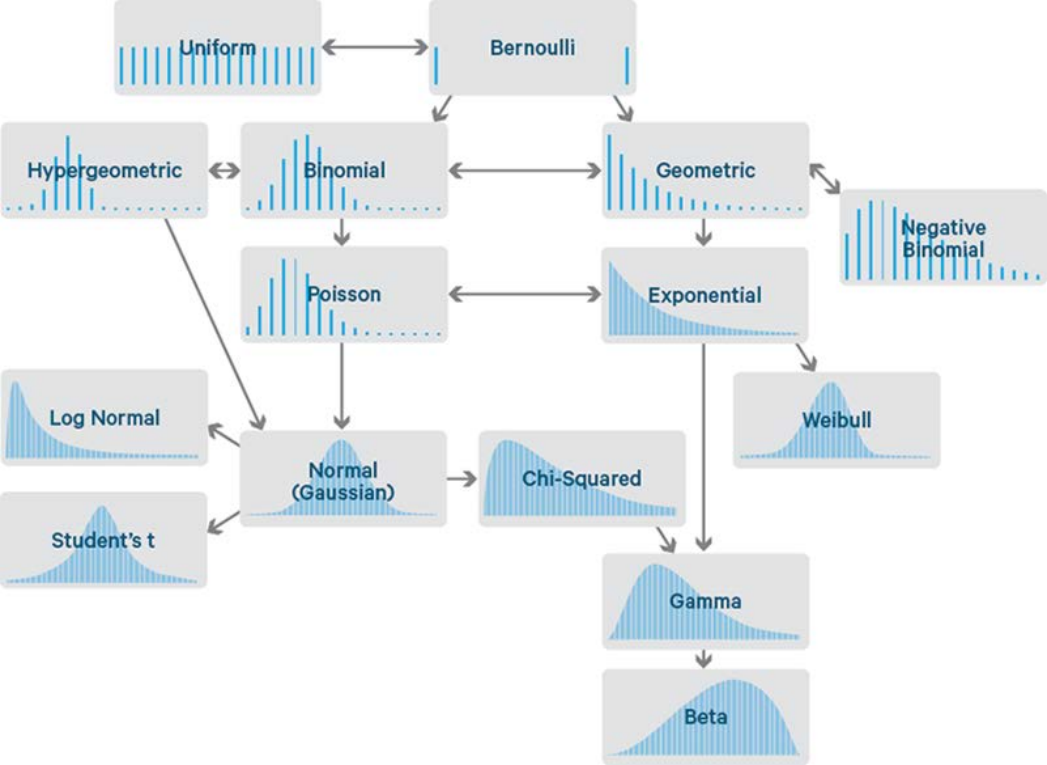 Uniform
Bernoulli
Hypergeometric
Binomial
Geometric
Negative
Binomial
Poisson
Exponential
Log Normal
Weibull
Normal
(Gaussian)
Chi-Squared
Student's t
Gamma
Beta